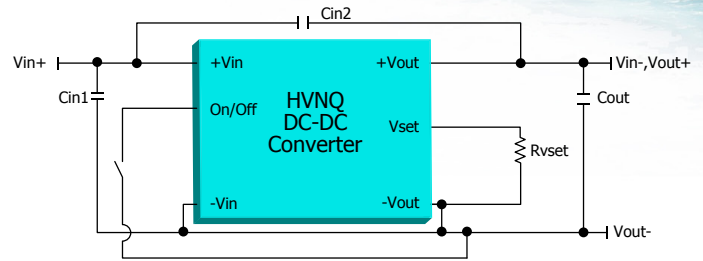 Cin2
Vin+
+Vin
+Vout
Vin-,Vout+
Cin1
On/Off
HVNQ
DC-DC
Converter
Cout
Vset
Rvset
-Vin
-Vout
Vout-